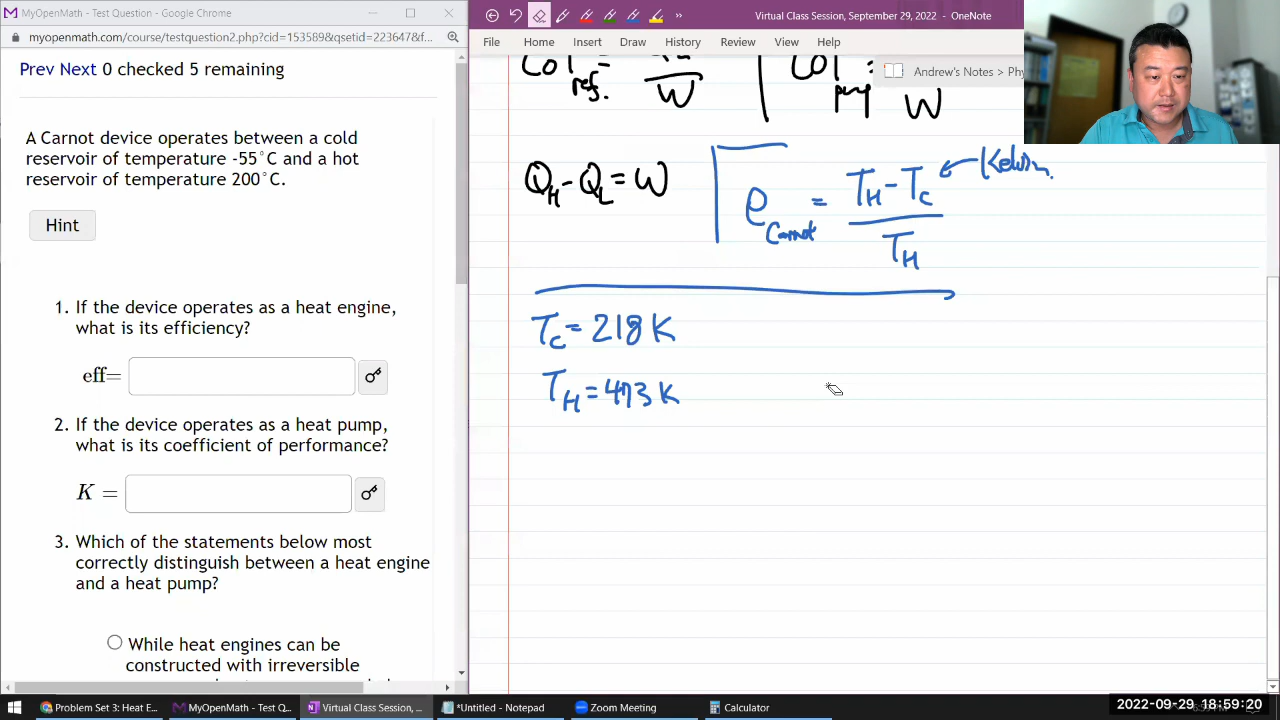 MyOpenMath - Test Question - Google Chrome
myopenmath.com/course/testquestion2.php?cid=153589&qsetid=223647&f...
Prev Next 0 checked 5 remaining
A Carnot device operates between a cold
reservoir of temperature -55°C and a hot
reservoir of temperature 200°C.
Hint
1. If the device operates as a heat engine,
what is its efficiency?
eff=
2. If the device operates as a heat pump,
what is its coefficient of performance?
K =
3. Which of the statements below most
correctly distinguish between a heat engine
and a heat pump?
While heat engines can be
constructed with irreversible
Virtual Class Session, September 29, 2022 - OneNote
File Home Insert Draw History Review View Help
Andrew's Notes > Phy
ref. W
pump W
Q_H - Q_L = W
e_Carnot = (T_H - T_C) / T_H
Kelvin
T_C = 218 K
T_H = 473 K
Problem Set 3: Heat E...
MyOpenMath - Test Q...
Virtual Class Session, ...
*Untitled - Notepad
Zoom Meeting
Calculator
2022-09-29 18:59:20